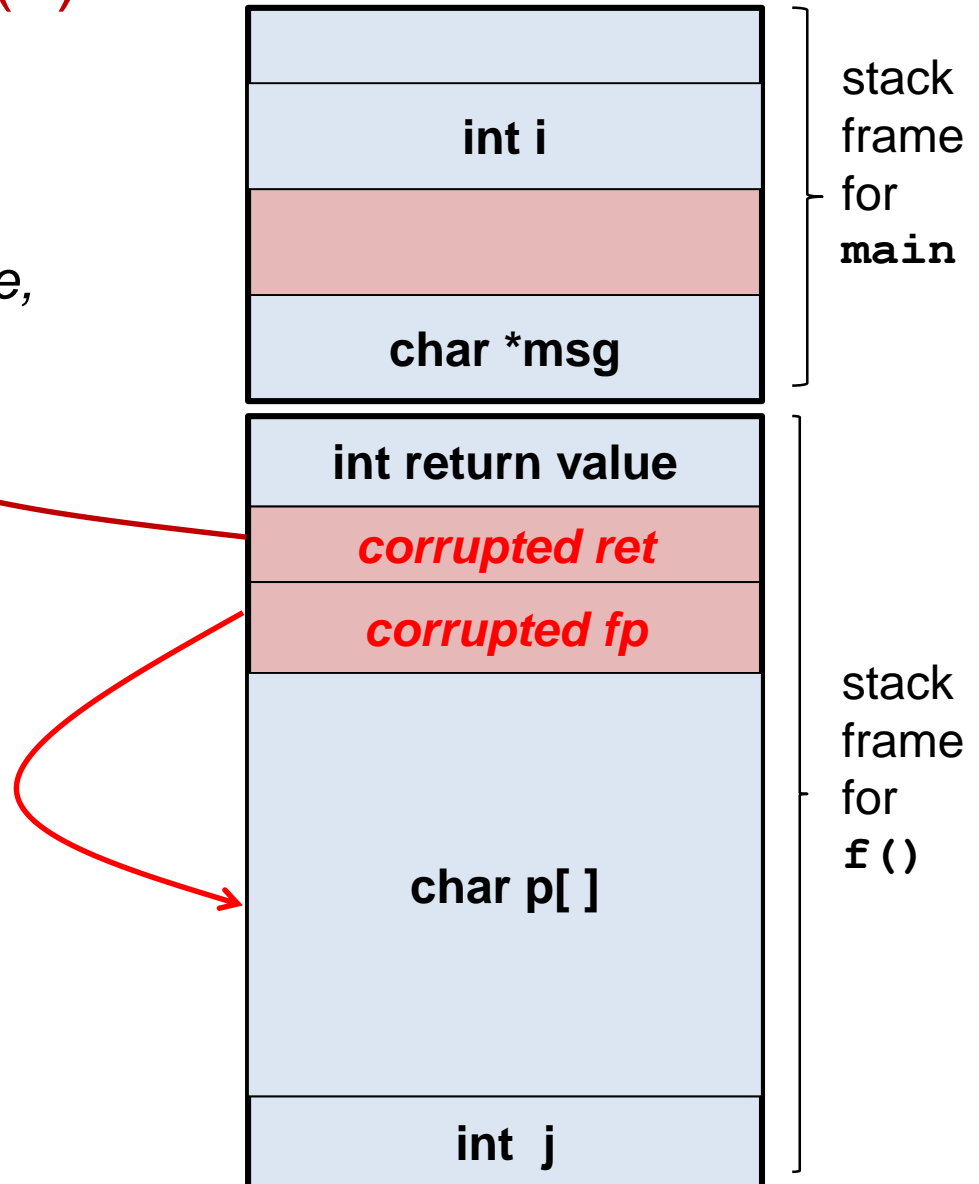 int i
char *msg
stack
frame
for
main
e,
int return value
corrupted ret
corrupted fp
char p[ ]
int j
stack
frame
for
f()